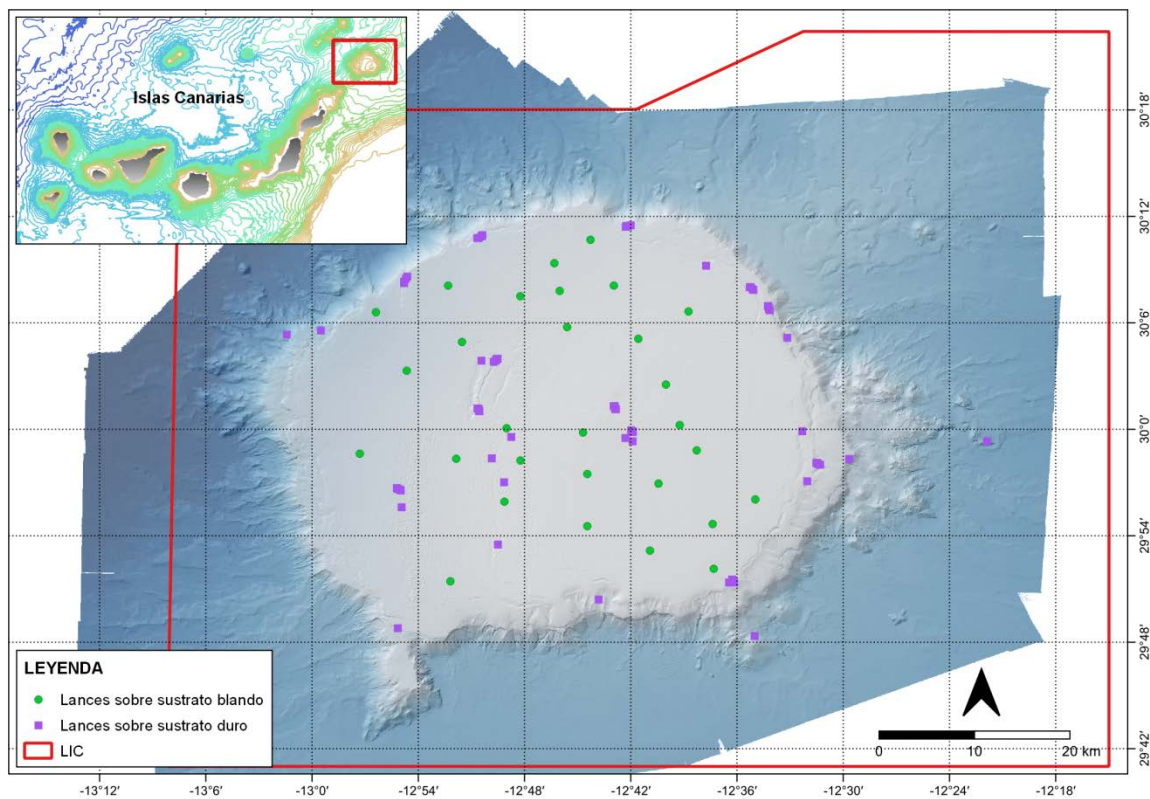 Islas Canarias
30°18'
30°12'
30°6'
30°0'
29°54'
29°48'
29°42'
LEYENDA
Lances sobre sustrato blando
Lances sobre sustrato duro
LIC
0 10 20 km
-13°12' -13°6' -13°0' -12°54' -12°48' -12°42' -12°36' -12°30' -12°24' -12°18'